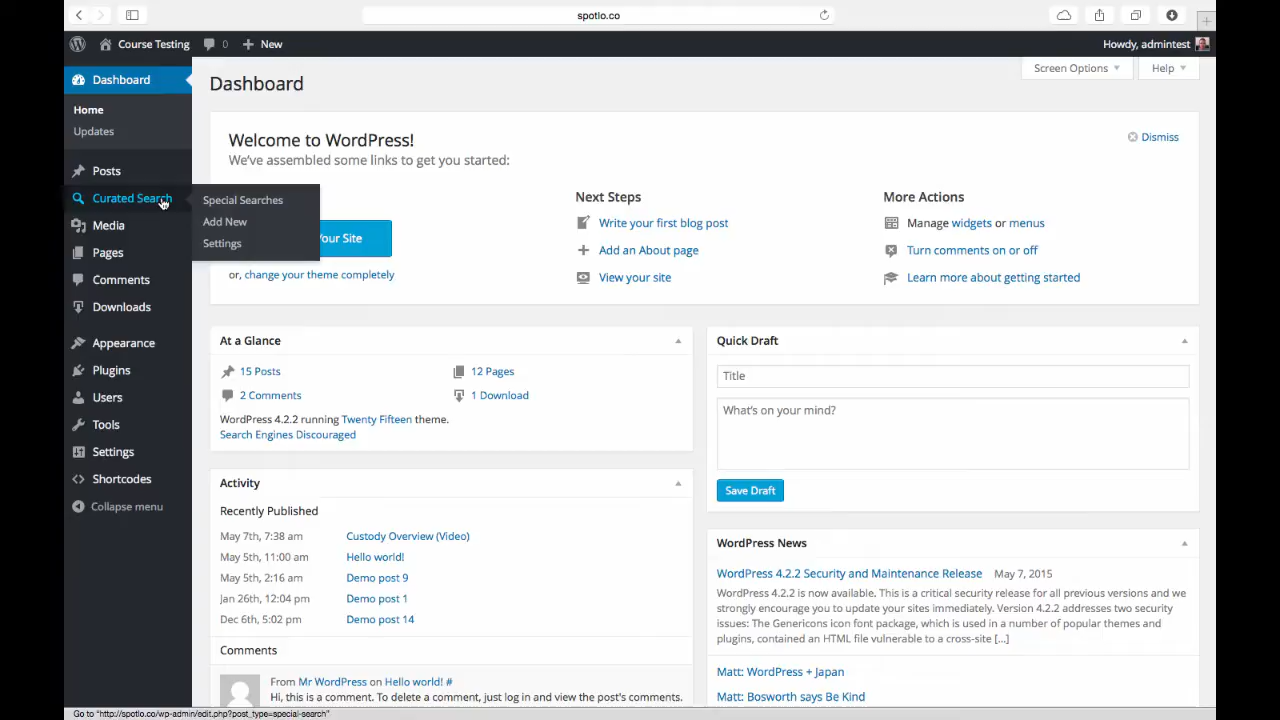 spotlo.co
Course Testing
0
New
Howdy, admintest
Dashboard
Home
Updates
Posts
Curated Search
Media
Pages
Comments
Downloads
Appearance
Plugins
Users
Tools
Settings
Shortcodes
Collapse menu
Special Searches
Add New
Settings
Dashboard
Screen Options
Help
Welcome to WordPress!
We've assembled some links to get you started:
Dismiss
Your Site
or, change your theme completely
Next Steps
Write your first blog post
Add an About page
View your site
More Actions
Manage widgets or menus
Turn comments on or off
Learn more about getting started
At a Glance
15 Posts
12 Pages
2 Comments
1 Download
WordPress 4.2.2 running Twenty Fifteen theme.
Search Engines Discouraged
Activity
Recently Published
May 7th, 7:38 am Custody Overview (Video)
May 5th, 11:00 am Hello world!
May 5th, 2:16 am Demo post 9
Jan 26th, 12:04 pm Demo post 1
Dec 6th, 5:02 pm Demo post 14
Comments
From Mr WordPress on Hello world! #
Hi, this is a comment. To delete a comment, just log in and view the post's comments.
Quick Draft
Title
What's on your mind?
Save Draft
WordPress News
WordPress 4.2.2 Security and Maintenance Release May 7, 2015
WordPress 4.2.2 is now available. This is a critical security release for all previous versions and we
strongly encourage you to update your sites immediately. Version 4.2.2 addresses two security
issues: The Genericons icon font package, which is used in a number of popular themes and
plugins, contained an HTML file vulnerable to a cross-site [...]
Matt: WordPress + Japan
Matt: Bosworth says Be Kind
Go to "http://spotlo.co/wp-admin/edit.php?post_type=special-search"